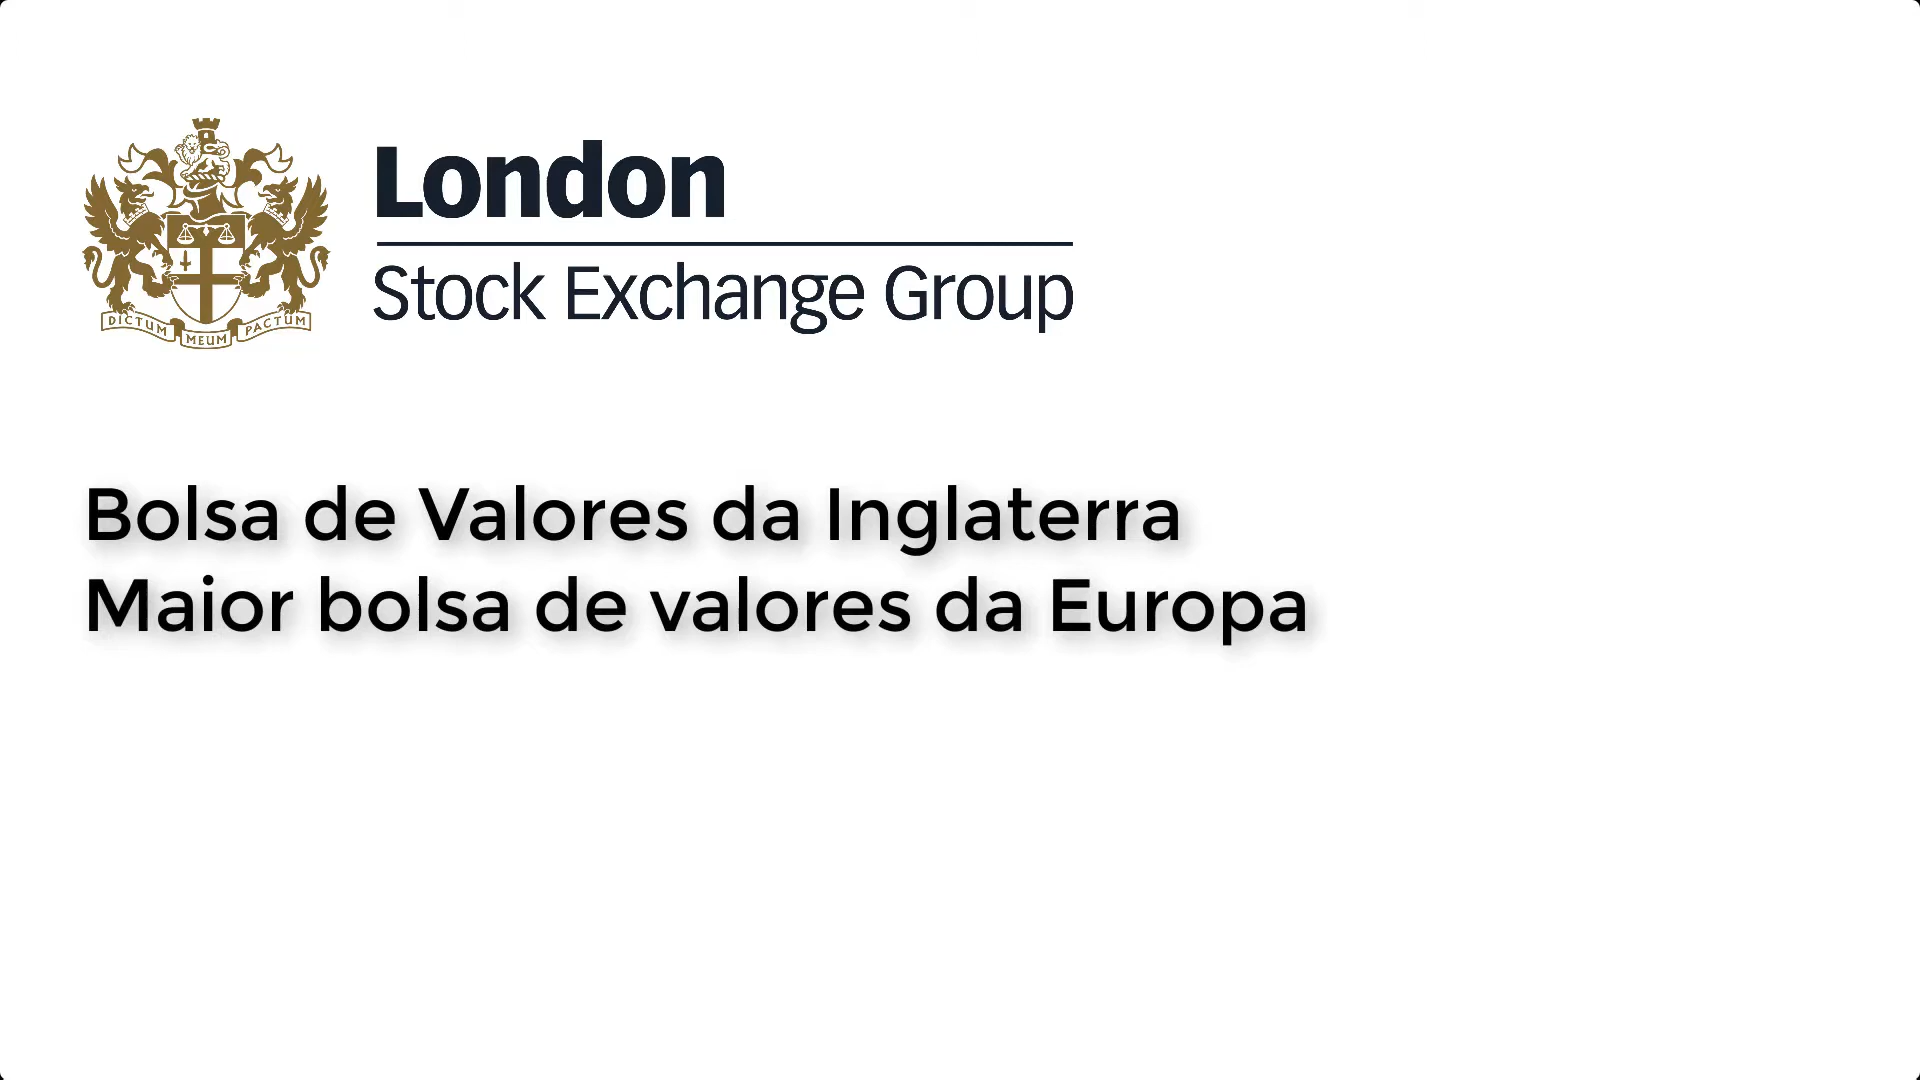 London
Stock Exchange Group
DICTUM MEUM PACTUM
Bolsa de Valores da Inglaterra
Maior bolsa de valores da Europa